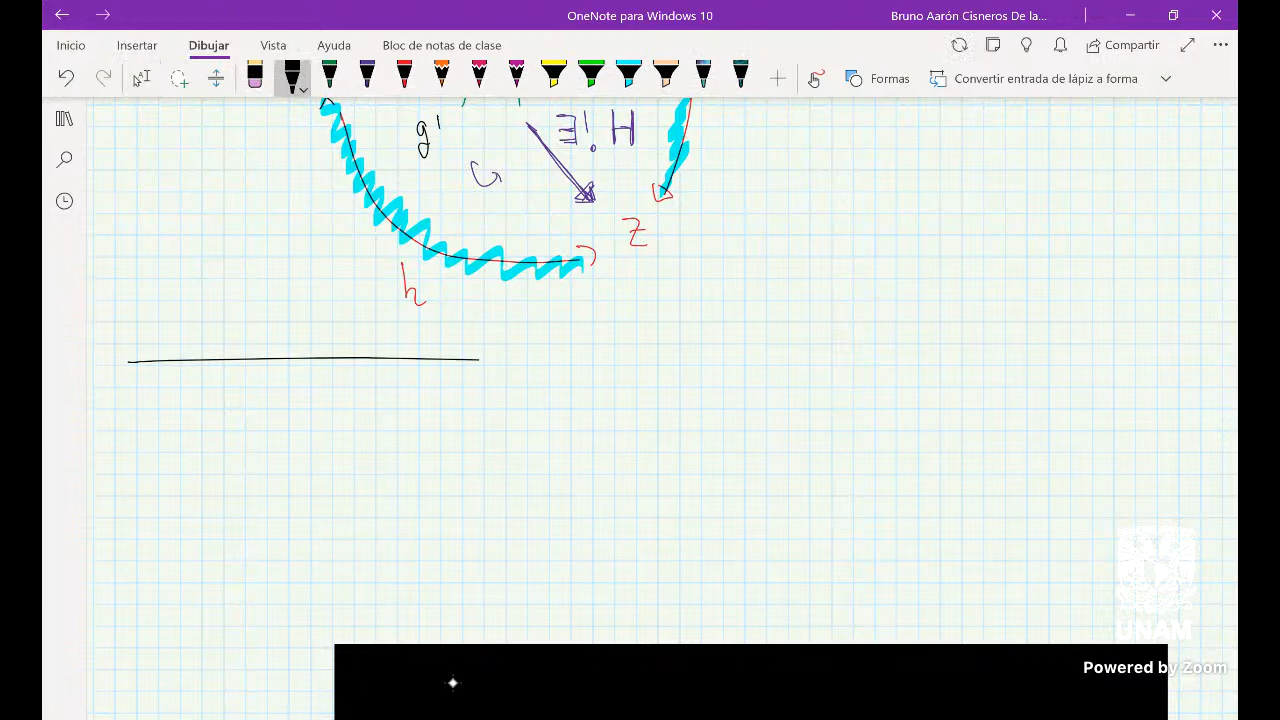 OneNote para Windows 10
Bruno Aarón Cisneros De la...
Inicio Insertar Dibujar Vista Ayuda Bloc de notas de clase Compartir
Formas Convertir entrada de lápiz a forma
g' ∃! H
G
Z
h
UNAM
Powered by Zoom